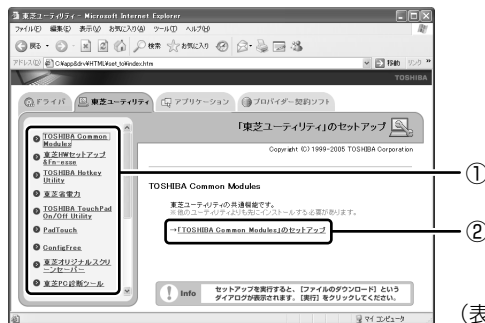 東芝ユーティリティ - Microsoft Internet Explorer
ファイル(F) 編集(E) 表示(V) お気に入り(A) ツール(T) ヘルプ(H)
戻る 検索 お気に入り
アドレス(D) C:¥app&drv¥HTML¥set_to¥index.htm 移動 リンク »
TOSHIBA
ドライバ 東芝ユーティリティ アプリケーション プロバイダー契約ソフト
「東芝ユーティリティ」のセットアップ
Copyright (C) 1999-2005 TOSHIBA Corporation
TOSHIBA Common
Modules
東芝HWセットアップ
&Fn-esse
TOSHIBA Hotkey
Utility
東芝省電力
TOSHIBA TouchPad
On/Off Utility
PadTouch
ConfigFree
東芝オリジナルスクリ
ーンセーバー
東芝PC診断ツール
TOSHIBA Common Modules
東芝ユーティリティの共通機能です。
※他のユーティリティよりも先にインストールする必要があります。
→「TOSHIBA Common Modules」のセットアップ
①
②
Info セットアップを実行すると、[ファイルのダウンロード] という
ダイアログが表示されます。[実行] をクリックしてください。
マイ コンピュータ
(表